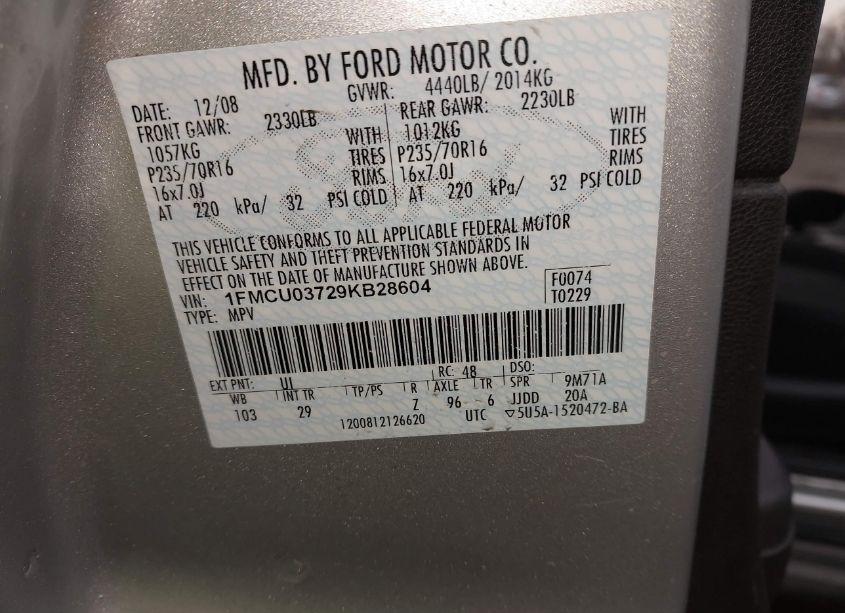 MFD. BY FORD MOTOR CO.
DATE: 12/08 GVWR: 4440LB/ 2014KG
FRONT GAWR: 2330LB REAR GAWR: 2230LB
1057KG WITH 1012KG WITH
P235/70R16 TIRES P235/70R16 TIRES
16x7.0J RIMS 16x7.0J RIMS
AT 220 kPa/ 32 PSI COLD AT 220 kPa/ 32 PSI COLD
THIS VEHICLE CONFORMS TO ALL APPLICABLE FEDERAL MOTOR
VEHICLE SAFETY AND THEFT PREVENTION STANDARDS IN
EFFECT ON THE DATE OF MANUFACTURE SHOWN ABOVE.
VIN: 1FMCU03729KB28604 F0074
TYPE: MPV T0229
EXT PNT: UJ RC: 48 DSO:
WB INT TR TP/PS R AXLE TR SPR 9M71A
103 29 Z 96 6 JJDD 20A
1200812126620 UTC ▽5U5A-1520472-BA